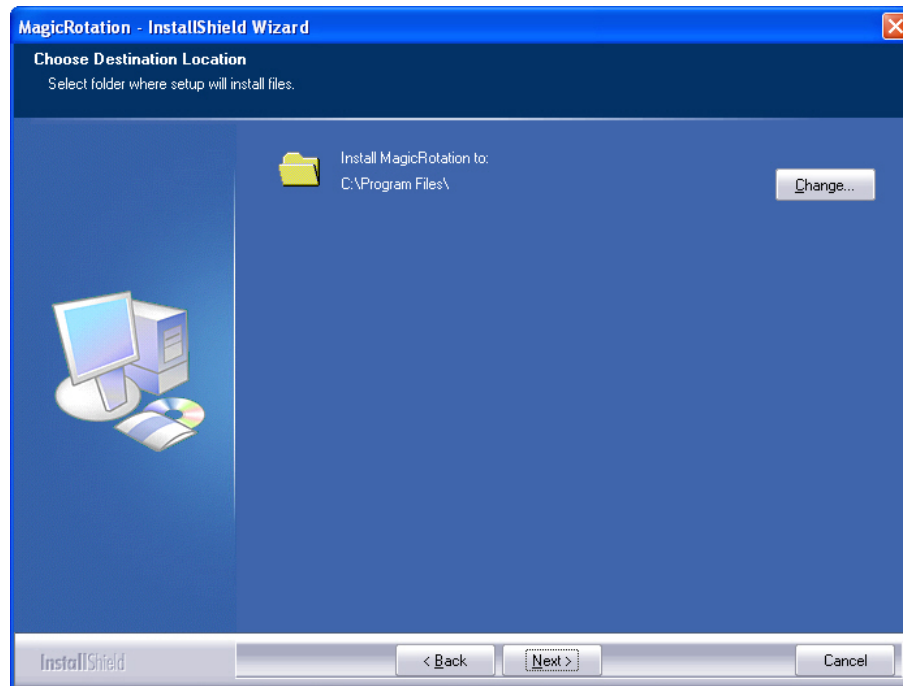 MagicRotation - InstallShield Wizard
Choose Destination Location
Select folder where setup will install files.
Install MagicRotation to:
C:\Program Files\
Change...
InstallShield
< Back
Next >
Cancel